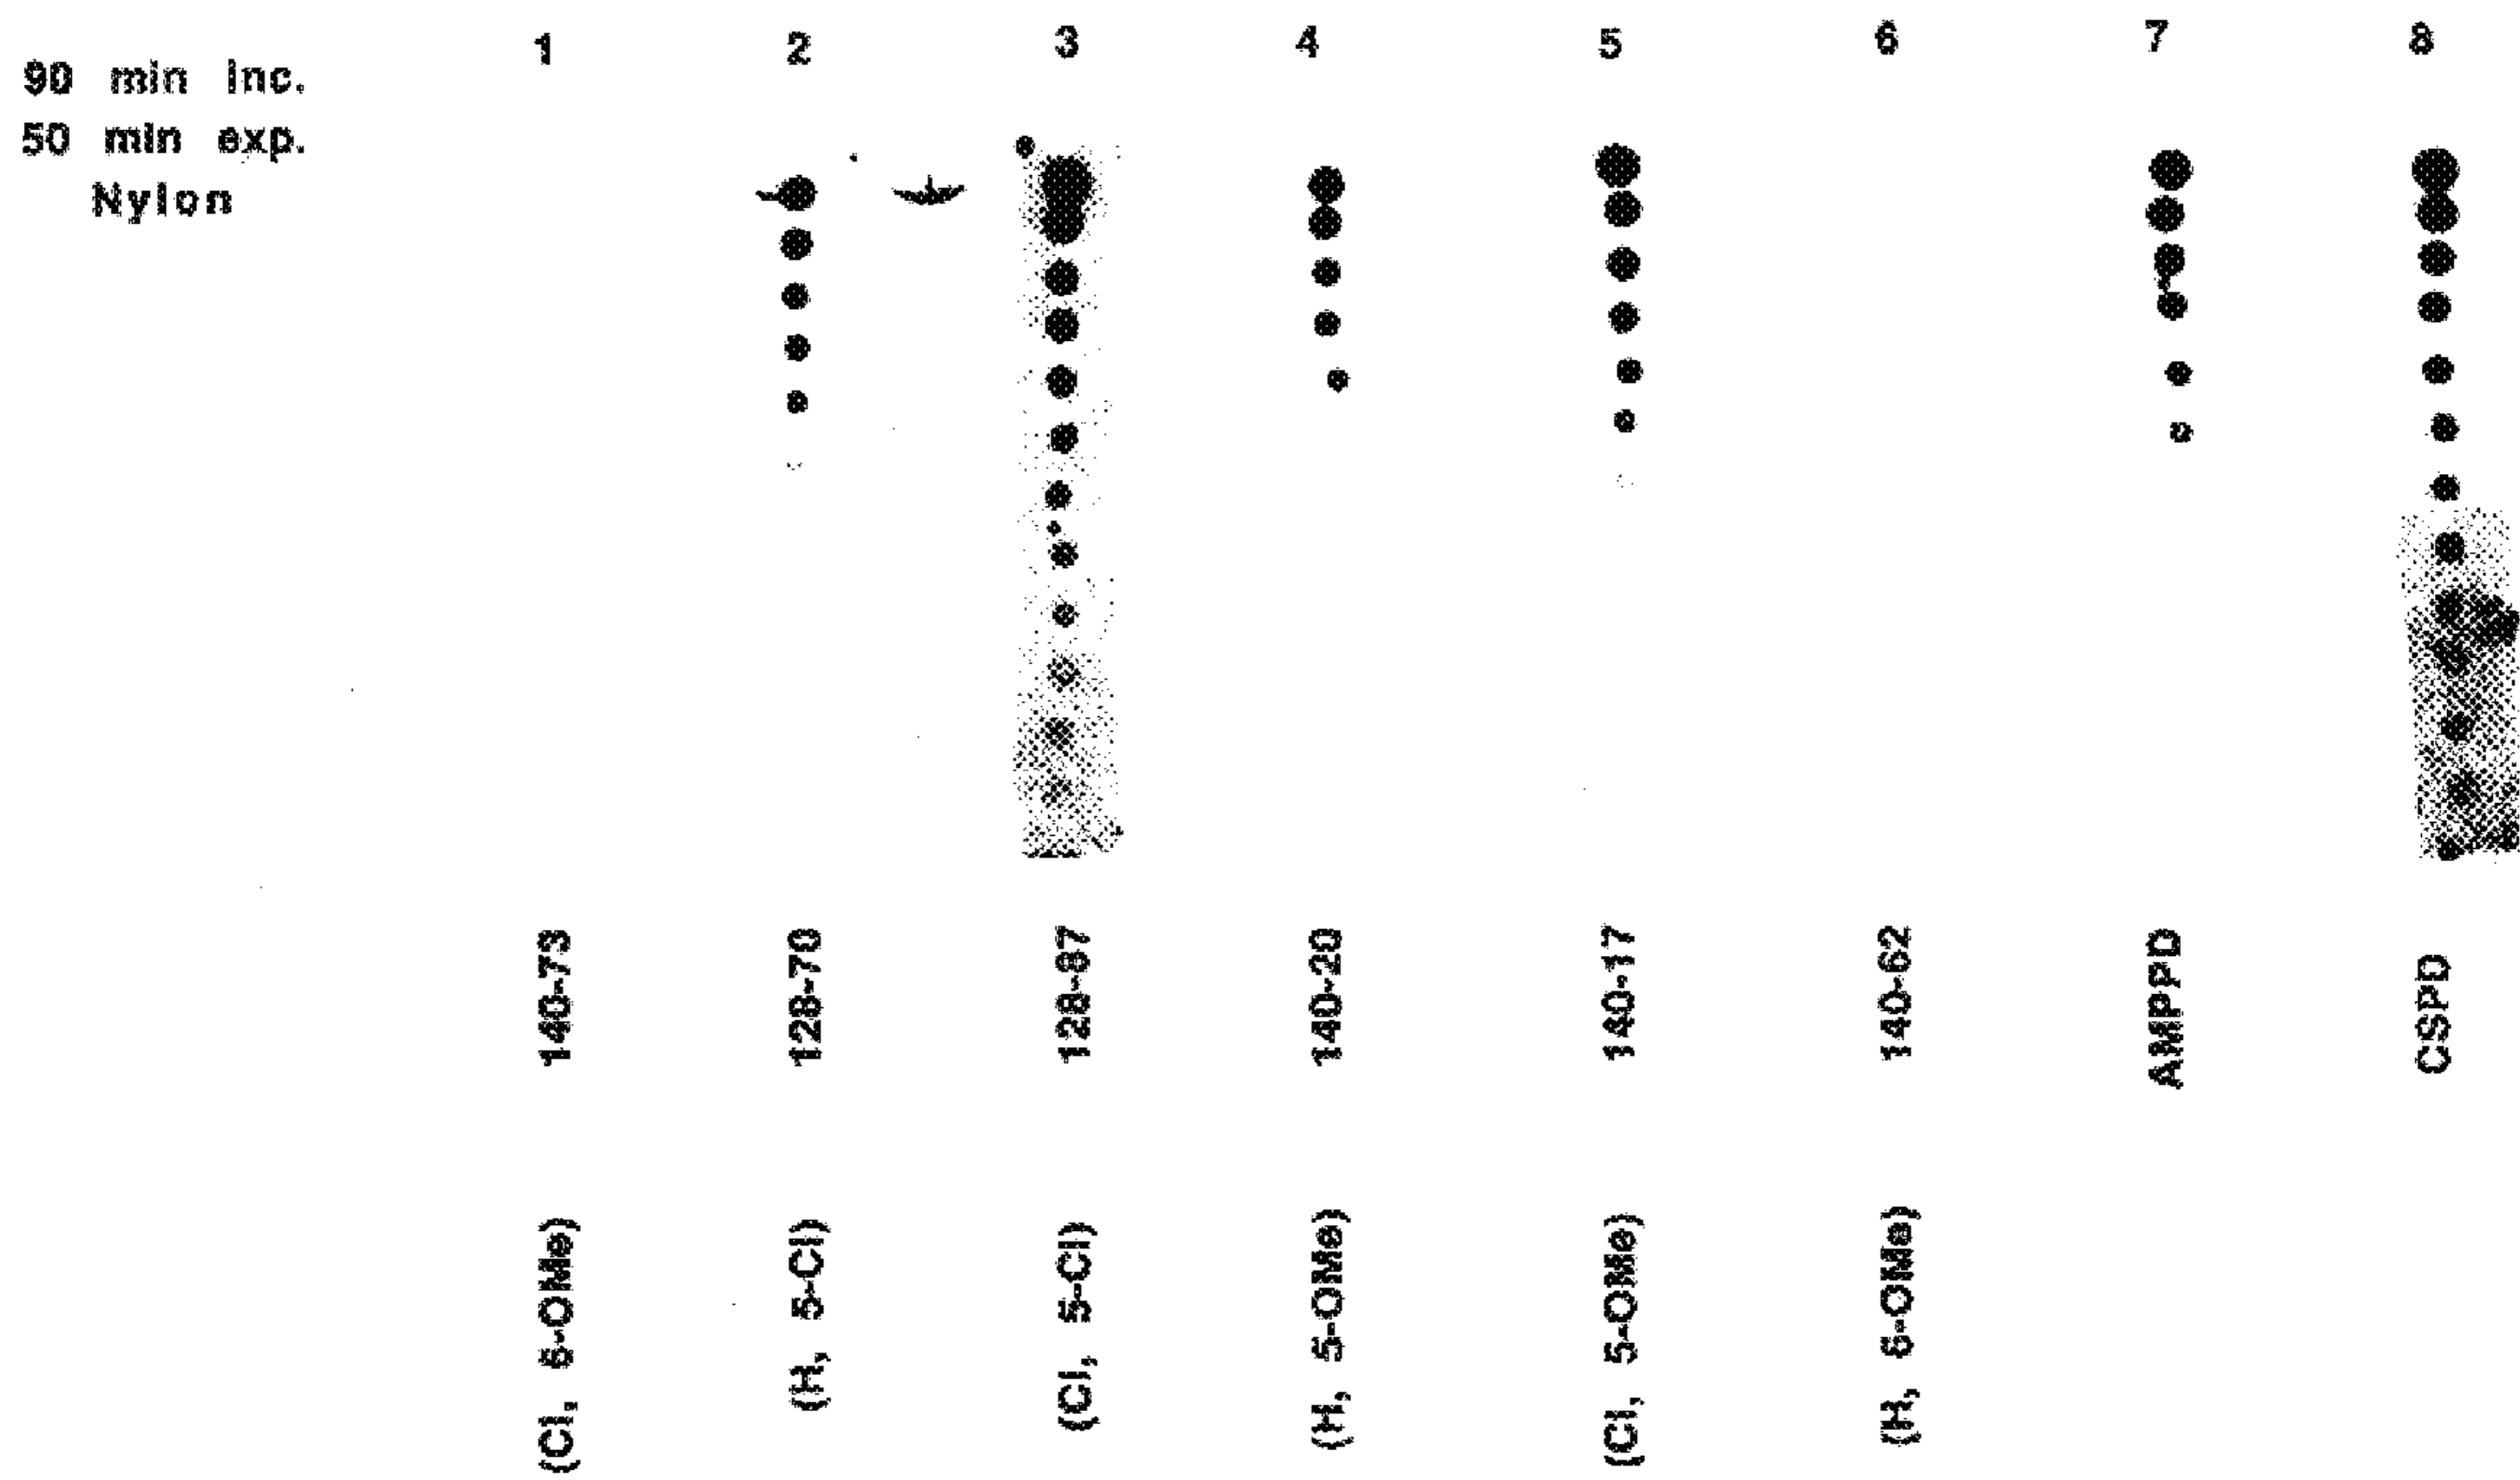 1 2 3 4 5 6 7 8
90 min inc.
50 min exp.
Nylon
140-73
128-70
128-87
140-20
140-17
140-62
AMPPD
CSPD
(Cl, 6-OMe)
(H, 5-Cl)
(Cl, 5-Cl)
(H, 5-OMe)
(Cl, 5-OMe)
(H, 6-OMe)